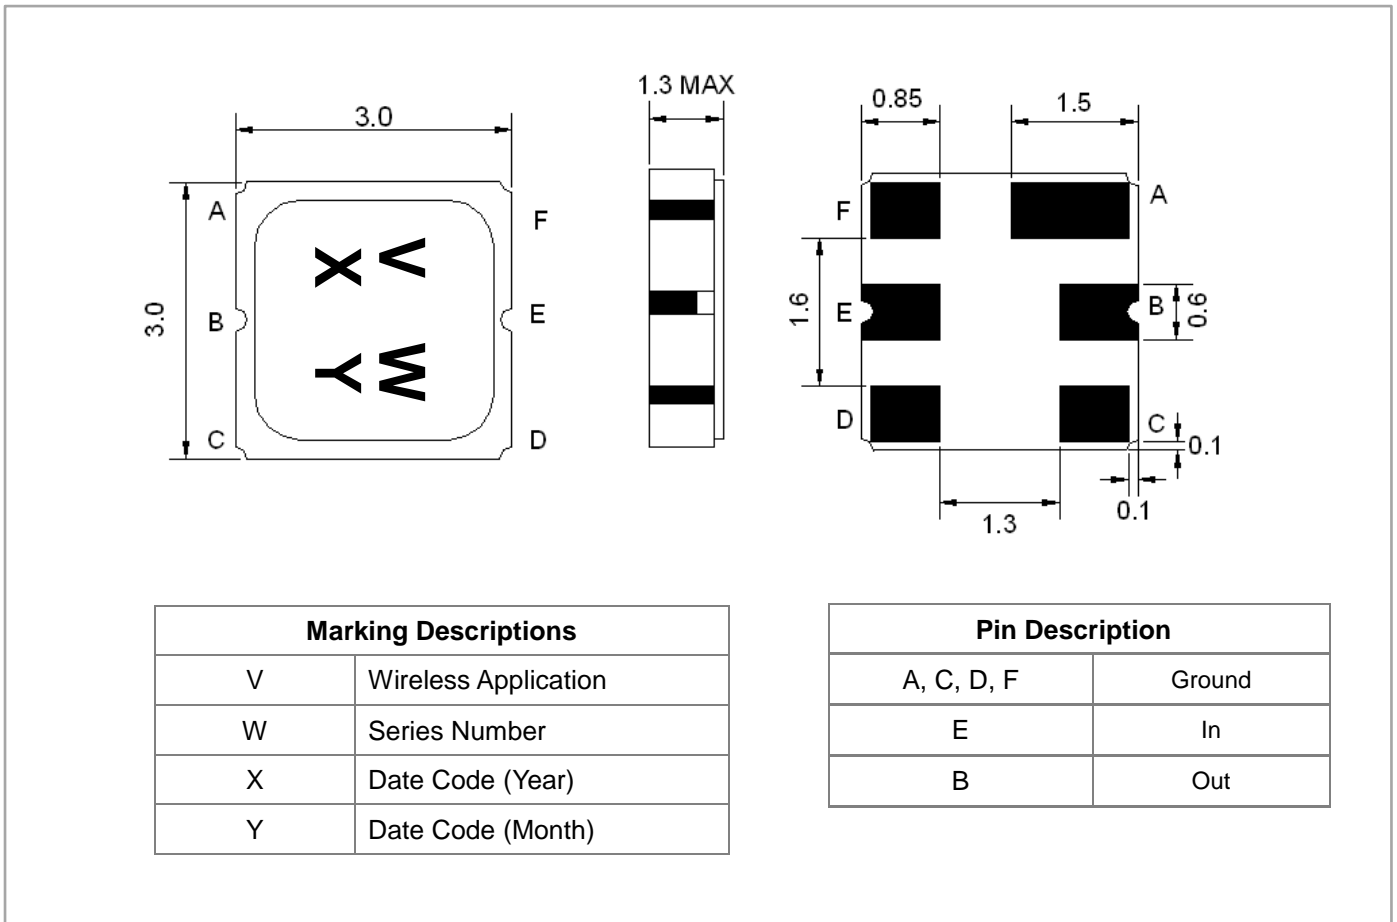 1.3 MAX
3.0
0.85
1.5
A
F
F
A
V
X
3.0
B
E
1.6
E
B
0.6
W
Y
C
D
D
C
0.1
0.1
1.3
Marking Descriptions
V Wireless Application
W Series Number
X Date Code (Year)
Y Date Code (Month)
Pin Description
A, C, D, F Ground
E In
B Out